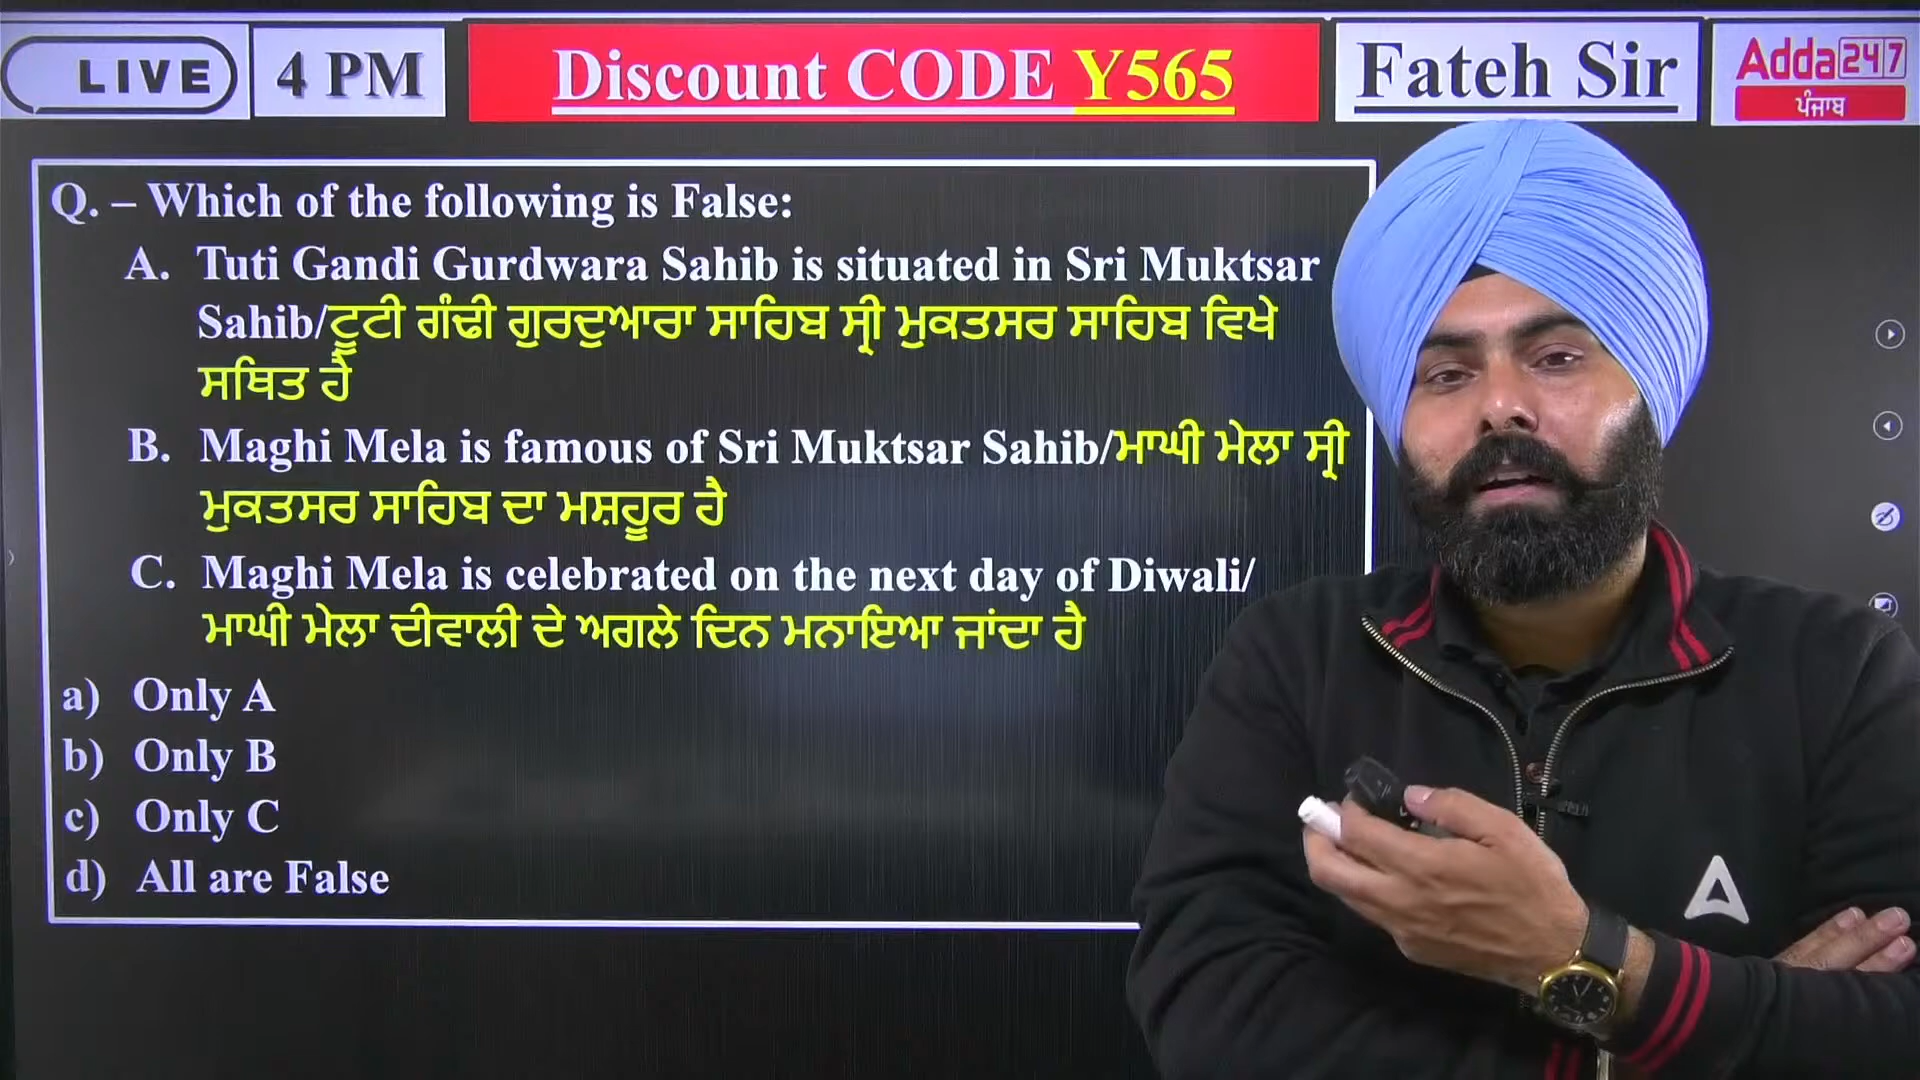 LIVE
4 PM
Discount CODE Y565
Fateh Sir
Adda247
ਪੰਜਾਬ
Q. – Which of the following is False:
A. Tuti Gandi Gurdwara Sahib is situated in Sri Muktsar
Sahib/ਟੂਟੀ ਗੰਢੀ ਗੁਰਦੁਆਰਾ ਸਾਹਿਬ ਸ੍ਰੀ ਮੁਕਤਸਰ ਸਾਹਿਬ ਵਿਖੇ
ਸਥਿਤ ਹੈ
B. Maghi Mela is famous of Sri Muktsar Sahib/ਮਾਘੀ ਮੇਲਾ ਸ੍ਰੀ
ਮੁਕਤਸਰ ਸਾਹਿਬ ਦਾ ਮਸ਼ਹੂਰ ਹੈ
C. Maghi Mela is celebrated on the next day of Diwali/
ਮਾਘੀ ਮੇਲਾ ਦੀਵਾਲੀ ਦੇ ਅਗਲੇ ਦਿਨ ਮਨਾਇਆ ਜਾਂਦਾ ਹੈ
a) Only A
b) Only B
c) Only C
d) All are False